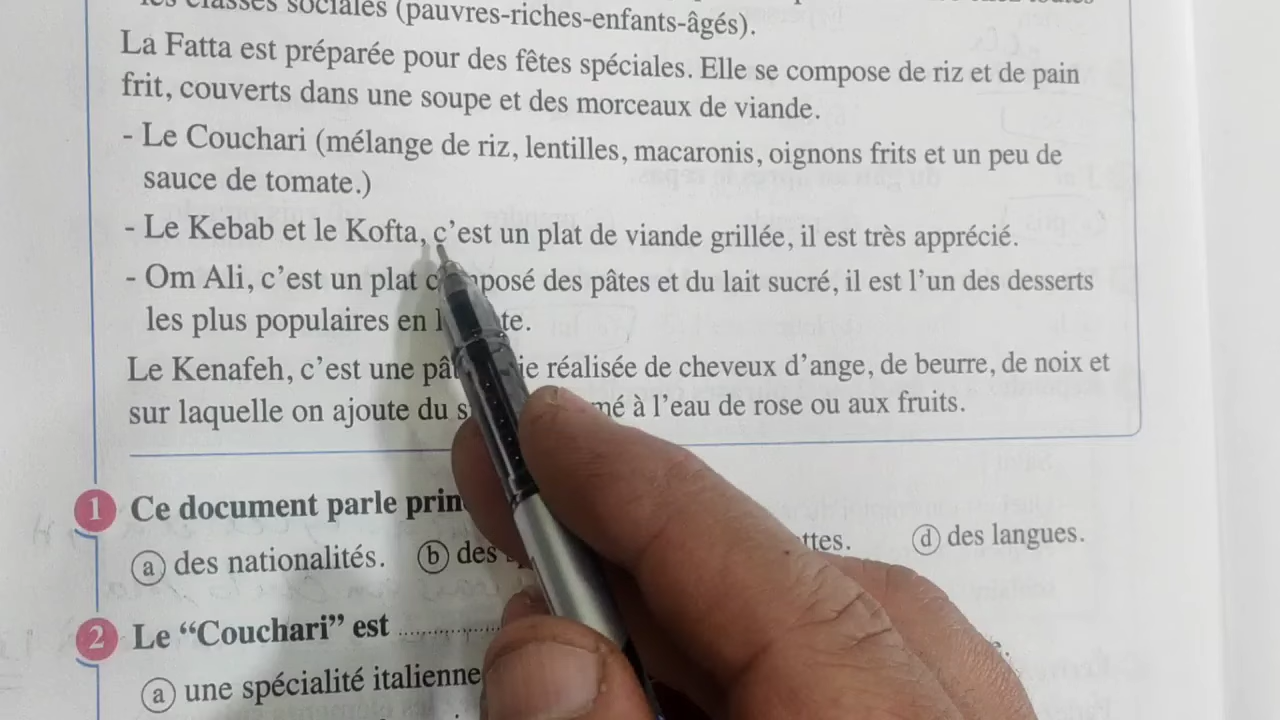 classes sociales (pauvres-riches-enfants-âgés).
La Fatta est préparée pour des fêtes spéciales. Elle se compose de riz et de pain
frit, couverts dans une soupe et des morceaux de viande.
- Le Couchari (mélange de riz, lentilles, macaronis, oignons frits et un peu de
sauce de tomate.)
- Le Kebab et le Kofta, c'est un plat de viande grillée, il est très apprécié.
- Om Ali, c'est un plat des pâtes et du lait sucré, il est l'un des desserts
les plus populaires en
Le Kenafeh, c'est une réalisée de cheveux d'ange, de beurre, de noix et
sur laquelle on ajoute du à l'eau de rose ou aux fruits.
1 Ce document parle
a des nationalités. b des d des langues.
2 Le “Couchari” est ..............
a une spécialité italienne